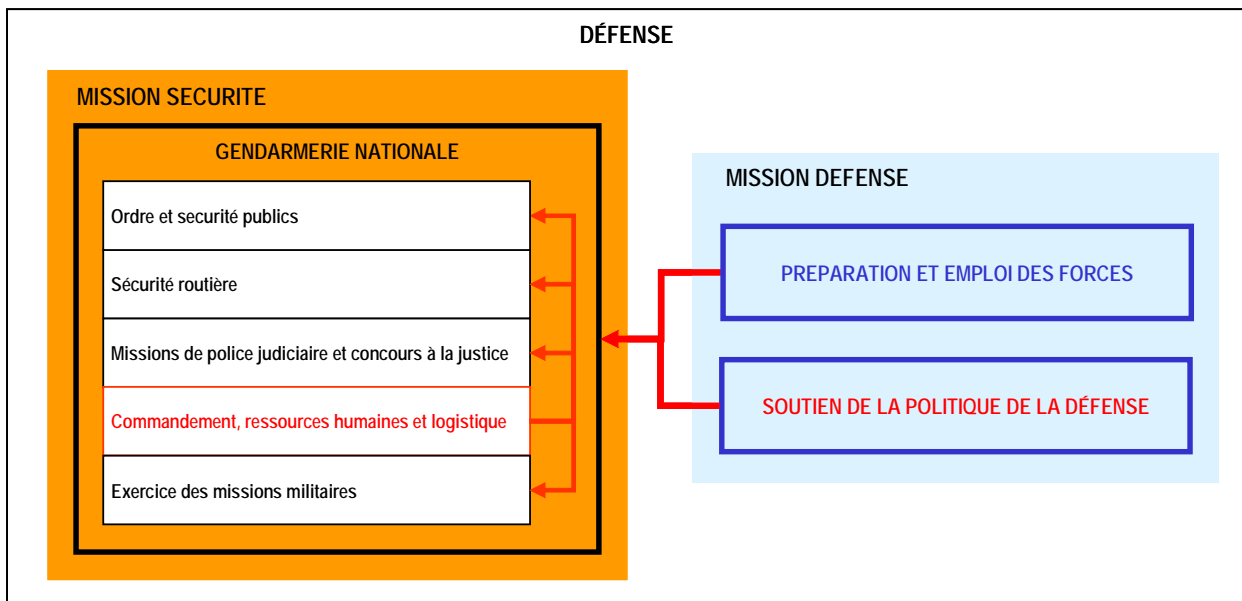 DÉFENSE
MISSION SECURITE
GENDARMERIE NATIONALE
Ordre et securité publics
Sécurité routière
Missions de police judiciaire et concours à la justice
Commandement, ressources humaines et logistique
Exercice des missions militaires
MISSION DEFENSE
PREPARATION ET EMPLOI DES FORCES
SOUTIEN DE LA POLITIQUE DE LA DÉFENSE